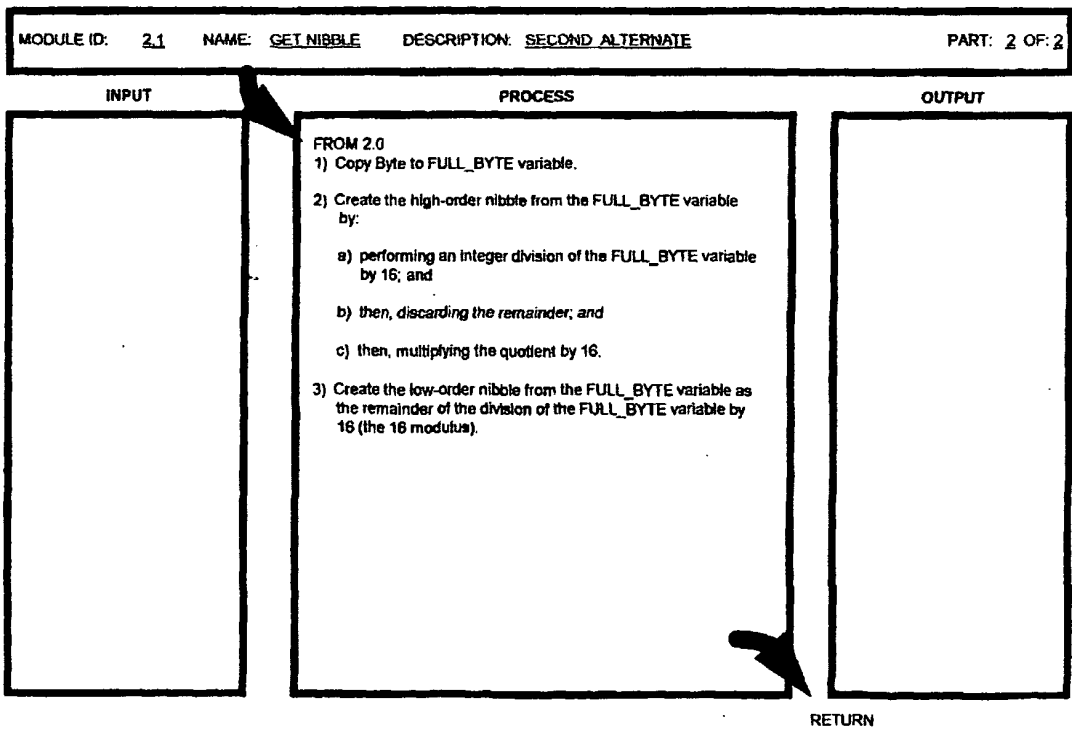 MODULE ID: 2.1 NAME: GET NIBBLE DESCRIPTION: SECOND ALTERNATE PART: 2 OF: 2
INPUT PROCESS OUTPUT
FROM 2.0
1) Copy Byte to FULL_BYTE variable.
2) Create the high-order nibble from the FULL_BYTE variable
by:
a) performing an integer division of the FULL_BYTE variable
by 16; and
b) then, discarding the remainder; and
c) then, multiplying the quotient by 16.
3) Create the low-order nibble from the FULL_BYTE variable as
the remainder of the division of the FULL_BYTE variable by
16 (the 16 modulus).
RETURN